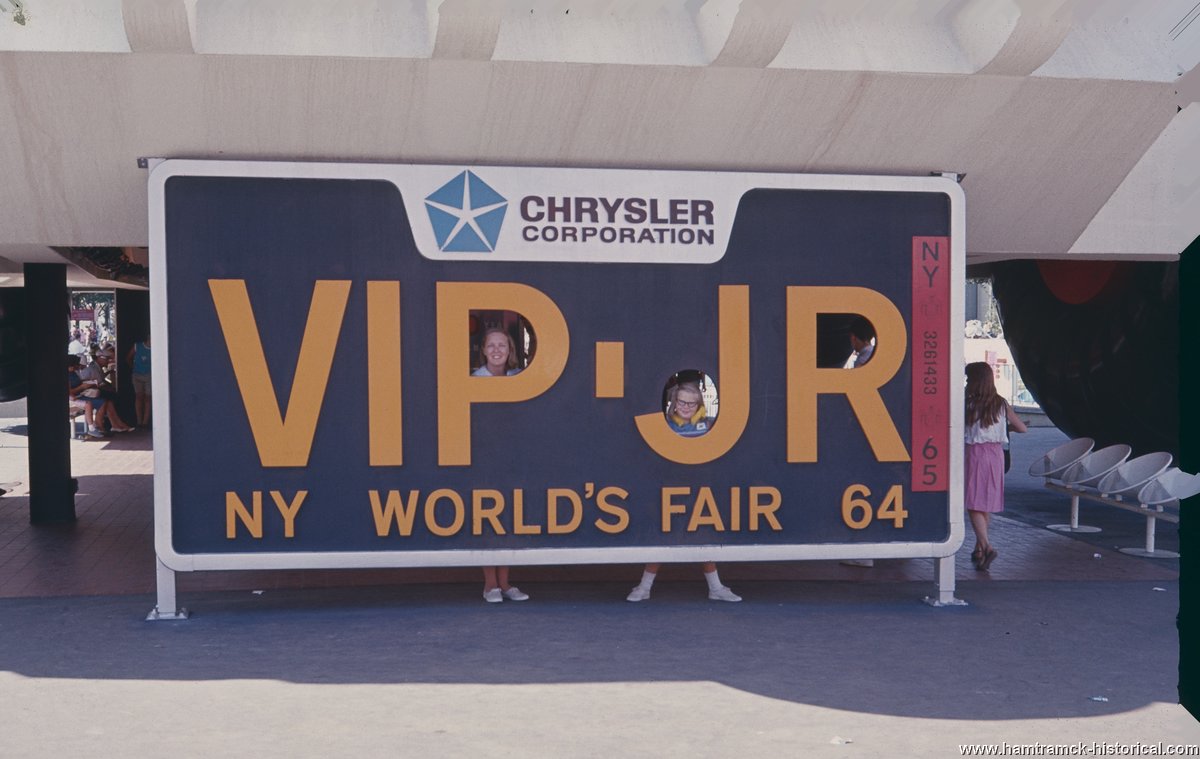 CHRYSLER
CORPORATION
VIP-JR
NY WORLD'S FAIR 64
NY
3261433
65
www.hamtramck-historical.com